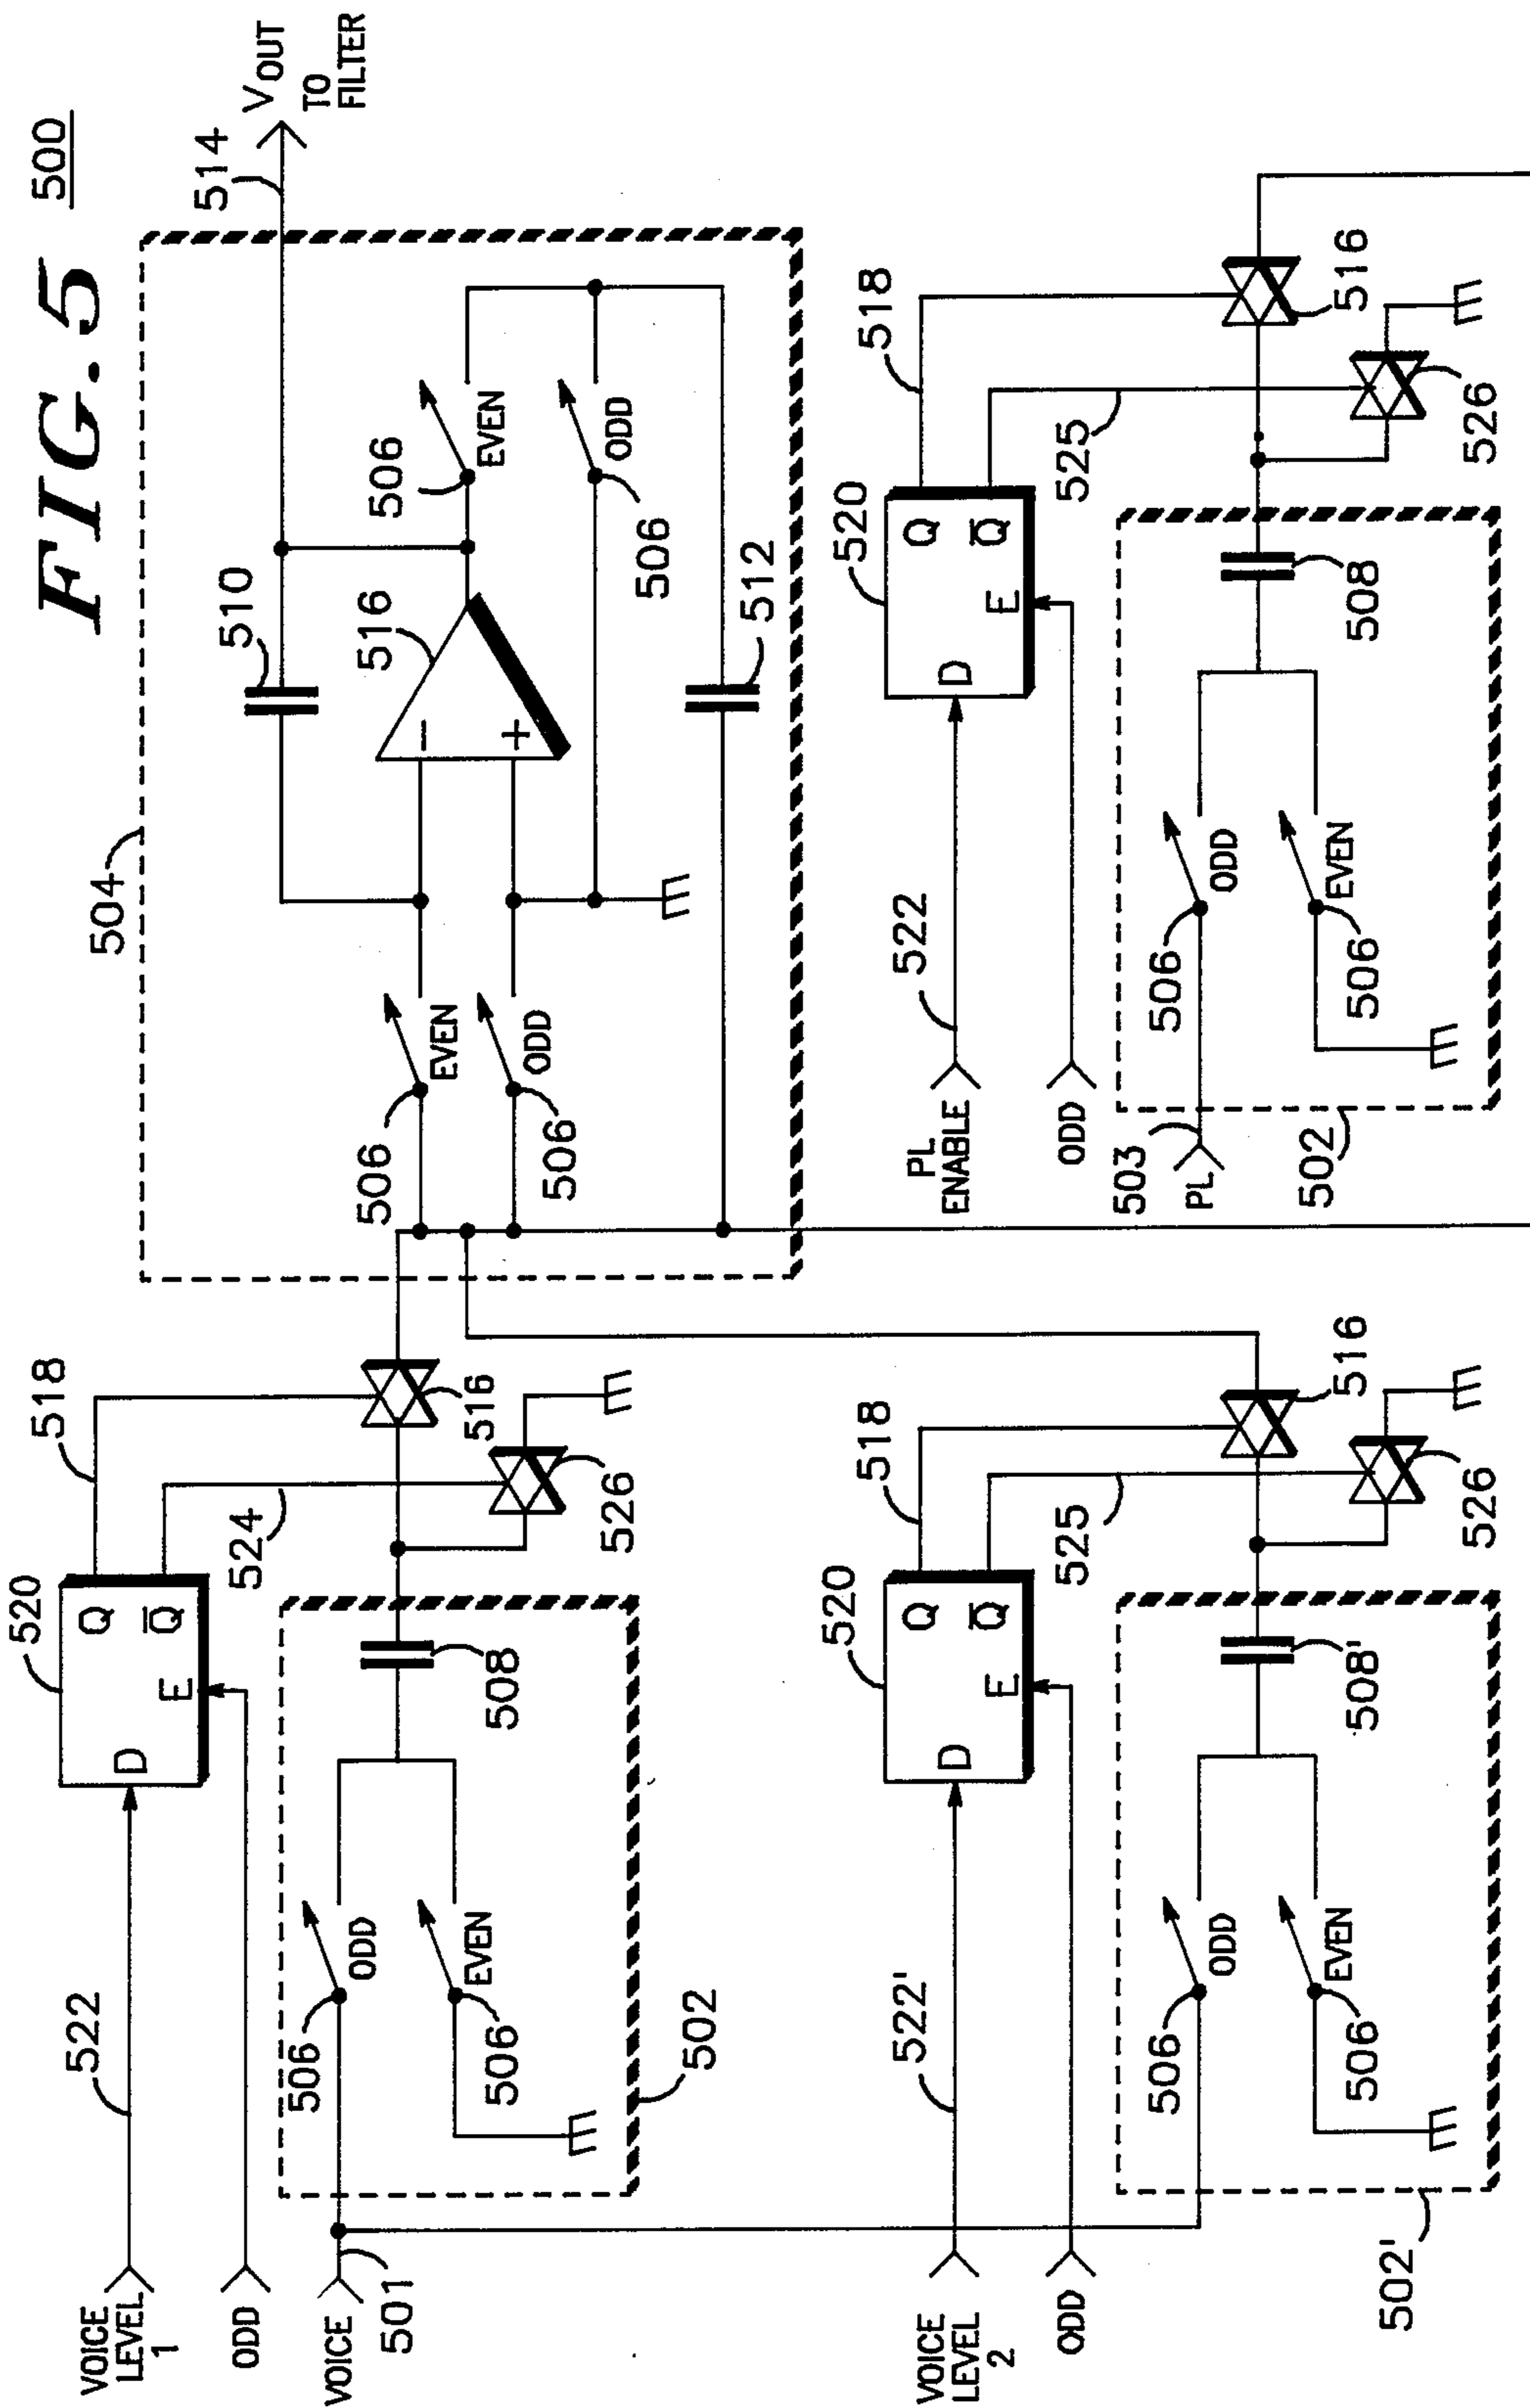 FIG. 5 500
VOICE
LEVEL
1
522
520
D
Q
Q̅
E
518
524
516
526
ODD
VOICE
501
506
ODD
506
EVEN
508
502
504
510
516
−
+
506
EVEN
506
ODD
506
EVEN
506
ODD
512
514
VOUT
TO
FILTER
VOICE
LEVEL
2
522'
520
D
Q
Q̅
E
518
525
516
526
ODD
506
ODD
506
EVEN
508'
502'
PL
ENABLE
522
520
D
Q
Q̅
E
518
525
516
526
ODD
503
PL
506
ODD
506
EVEN
508
502